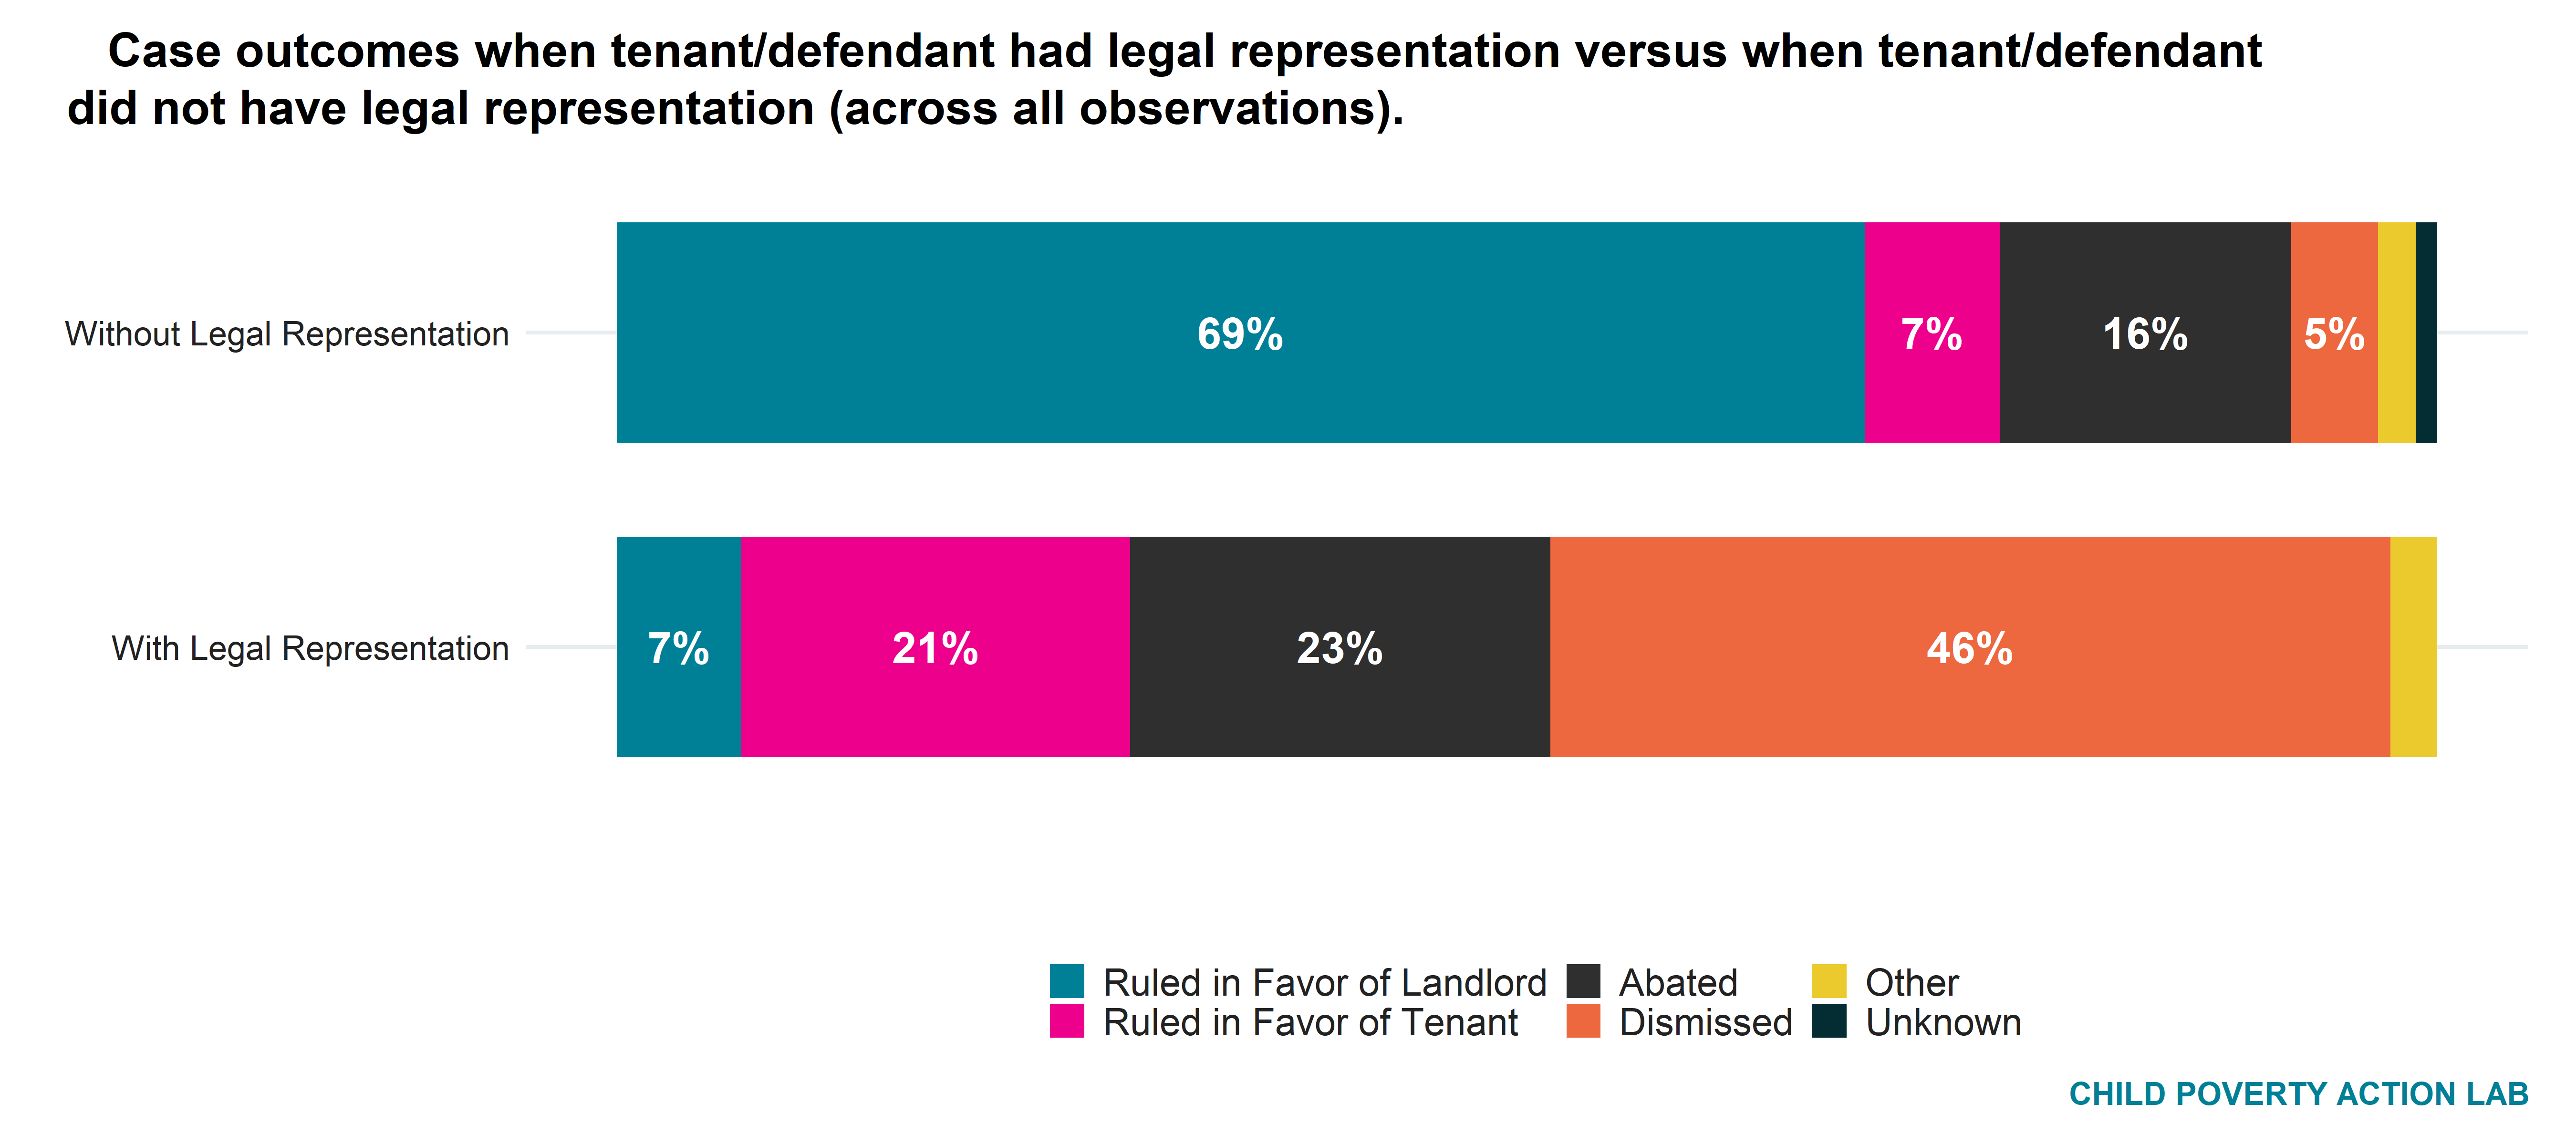 Case outcomes when tenant/defendant had legal representation versus when tenant/defendant
did not have legal representation (across all observations).
Without Legal Representation
69%
7%
16%
5%
With Legal Representation
7%
21%
23%
46%
Ruled in Favor of Landlord
Abated
Other
Ruled in Favor of Tenant
Dismissed
Unknown
CHILD POVERTY ACTION LAB